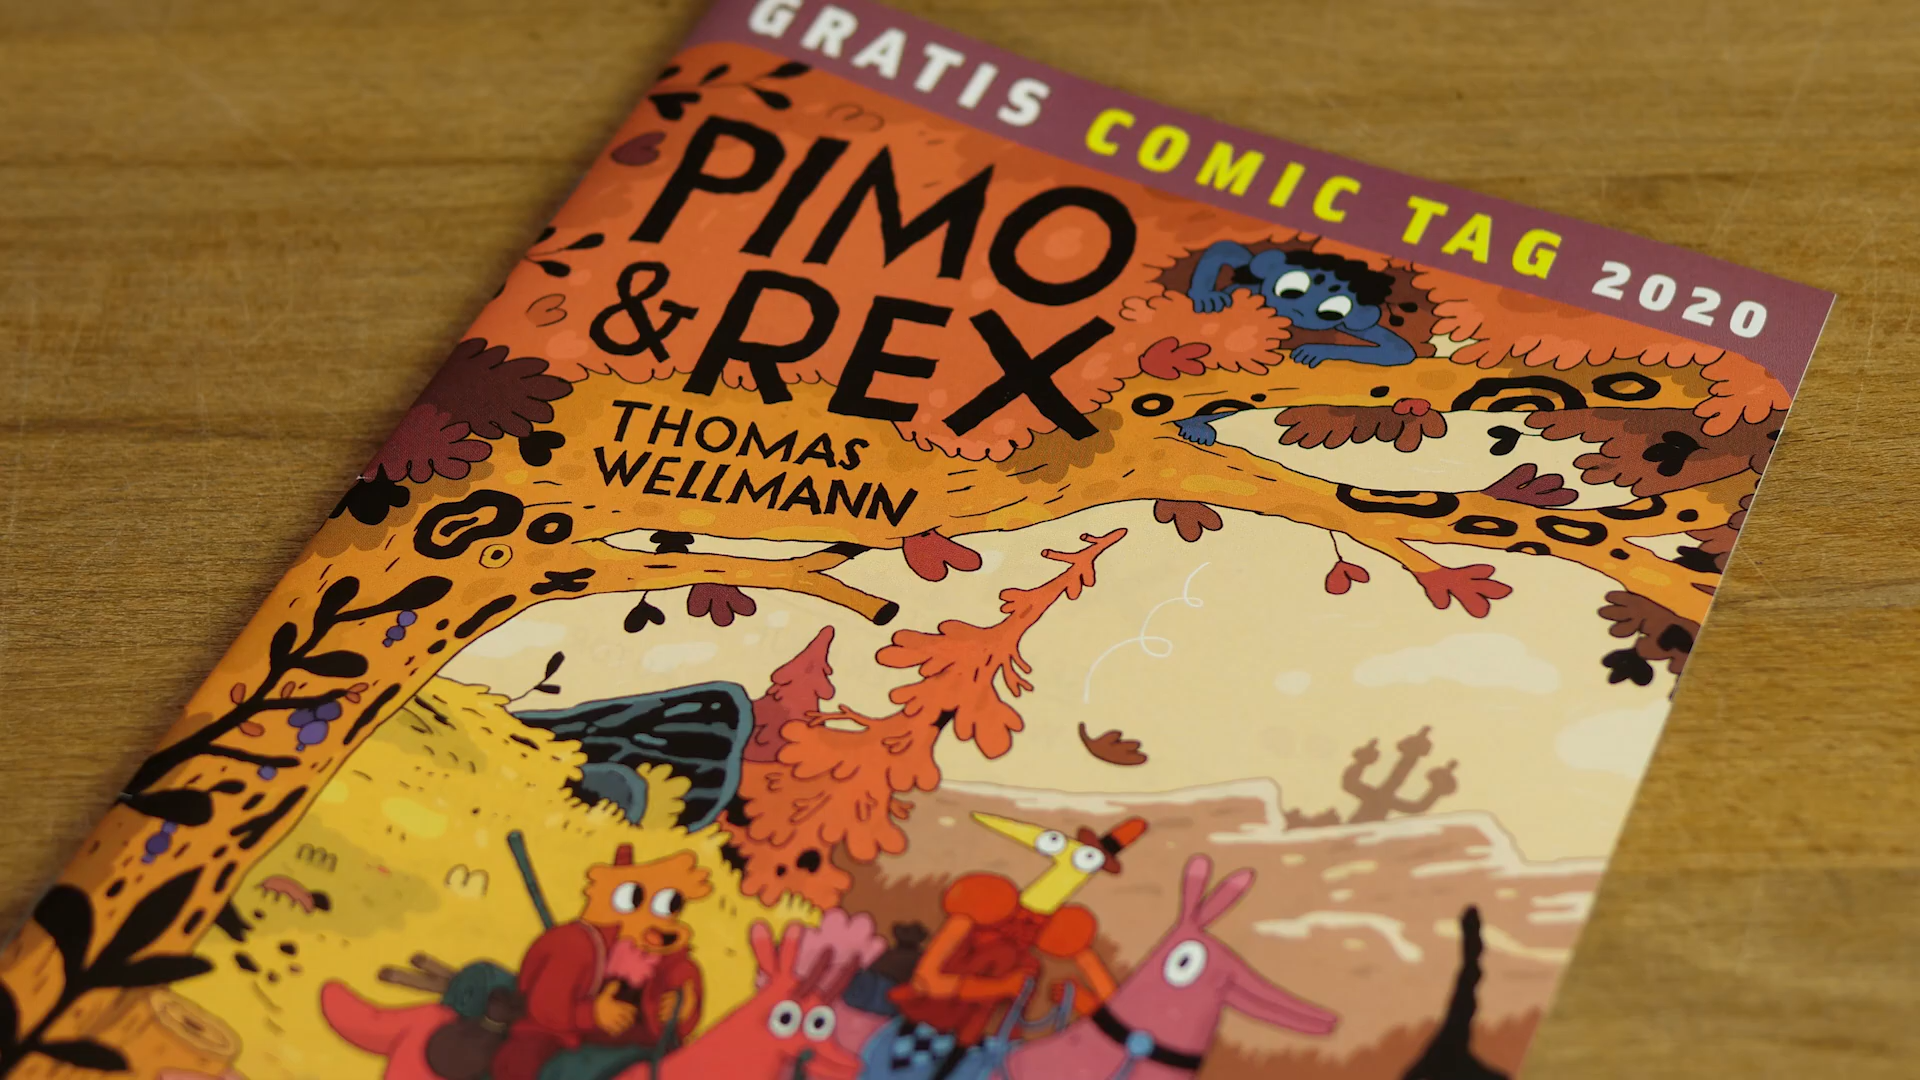 GRATIS COMIC TAG 2020
PIMO
& REX
THOMAS
WELLMANN